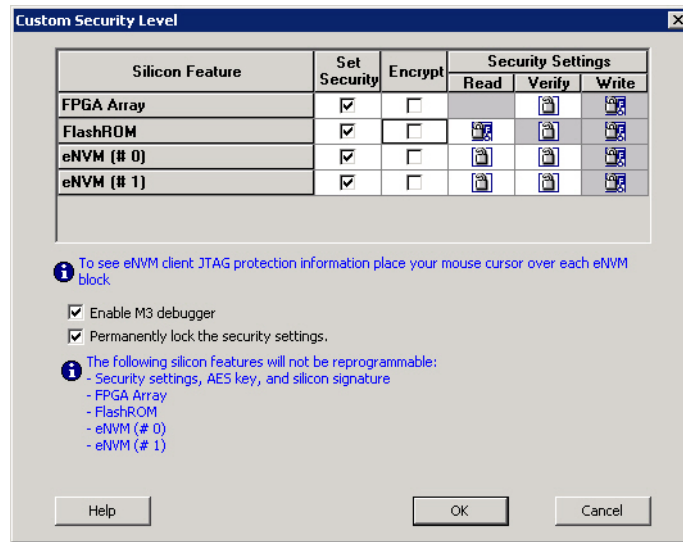 Custom Security Level
Silicon Feature
Set Security
Encrypt
Security Settings
Read Verify Write
FPGA Array
FlashROM
eNVM (# 0)
eNVM (# 1)
To see eNVM client JTAG protection information place your mouse cursor over each eNVM
block
Enable M3 debugger
Permanently lock the security settings.
The following silicon features will not be reprogrammable:
- Security settings, AES key, and silicon signature
- FPGA Array
- FlashROM
- eNVM (# 0)
- eNVM (# 1)
Help OK Cancel